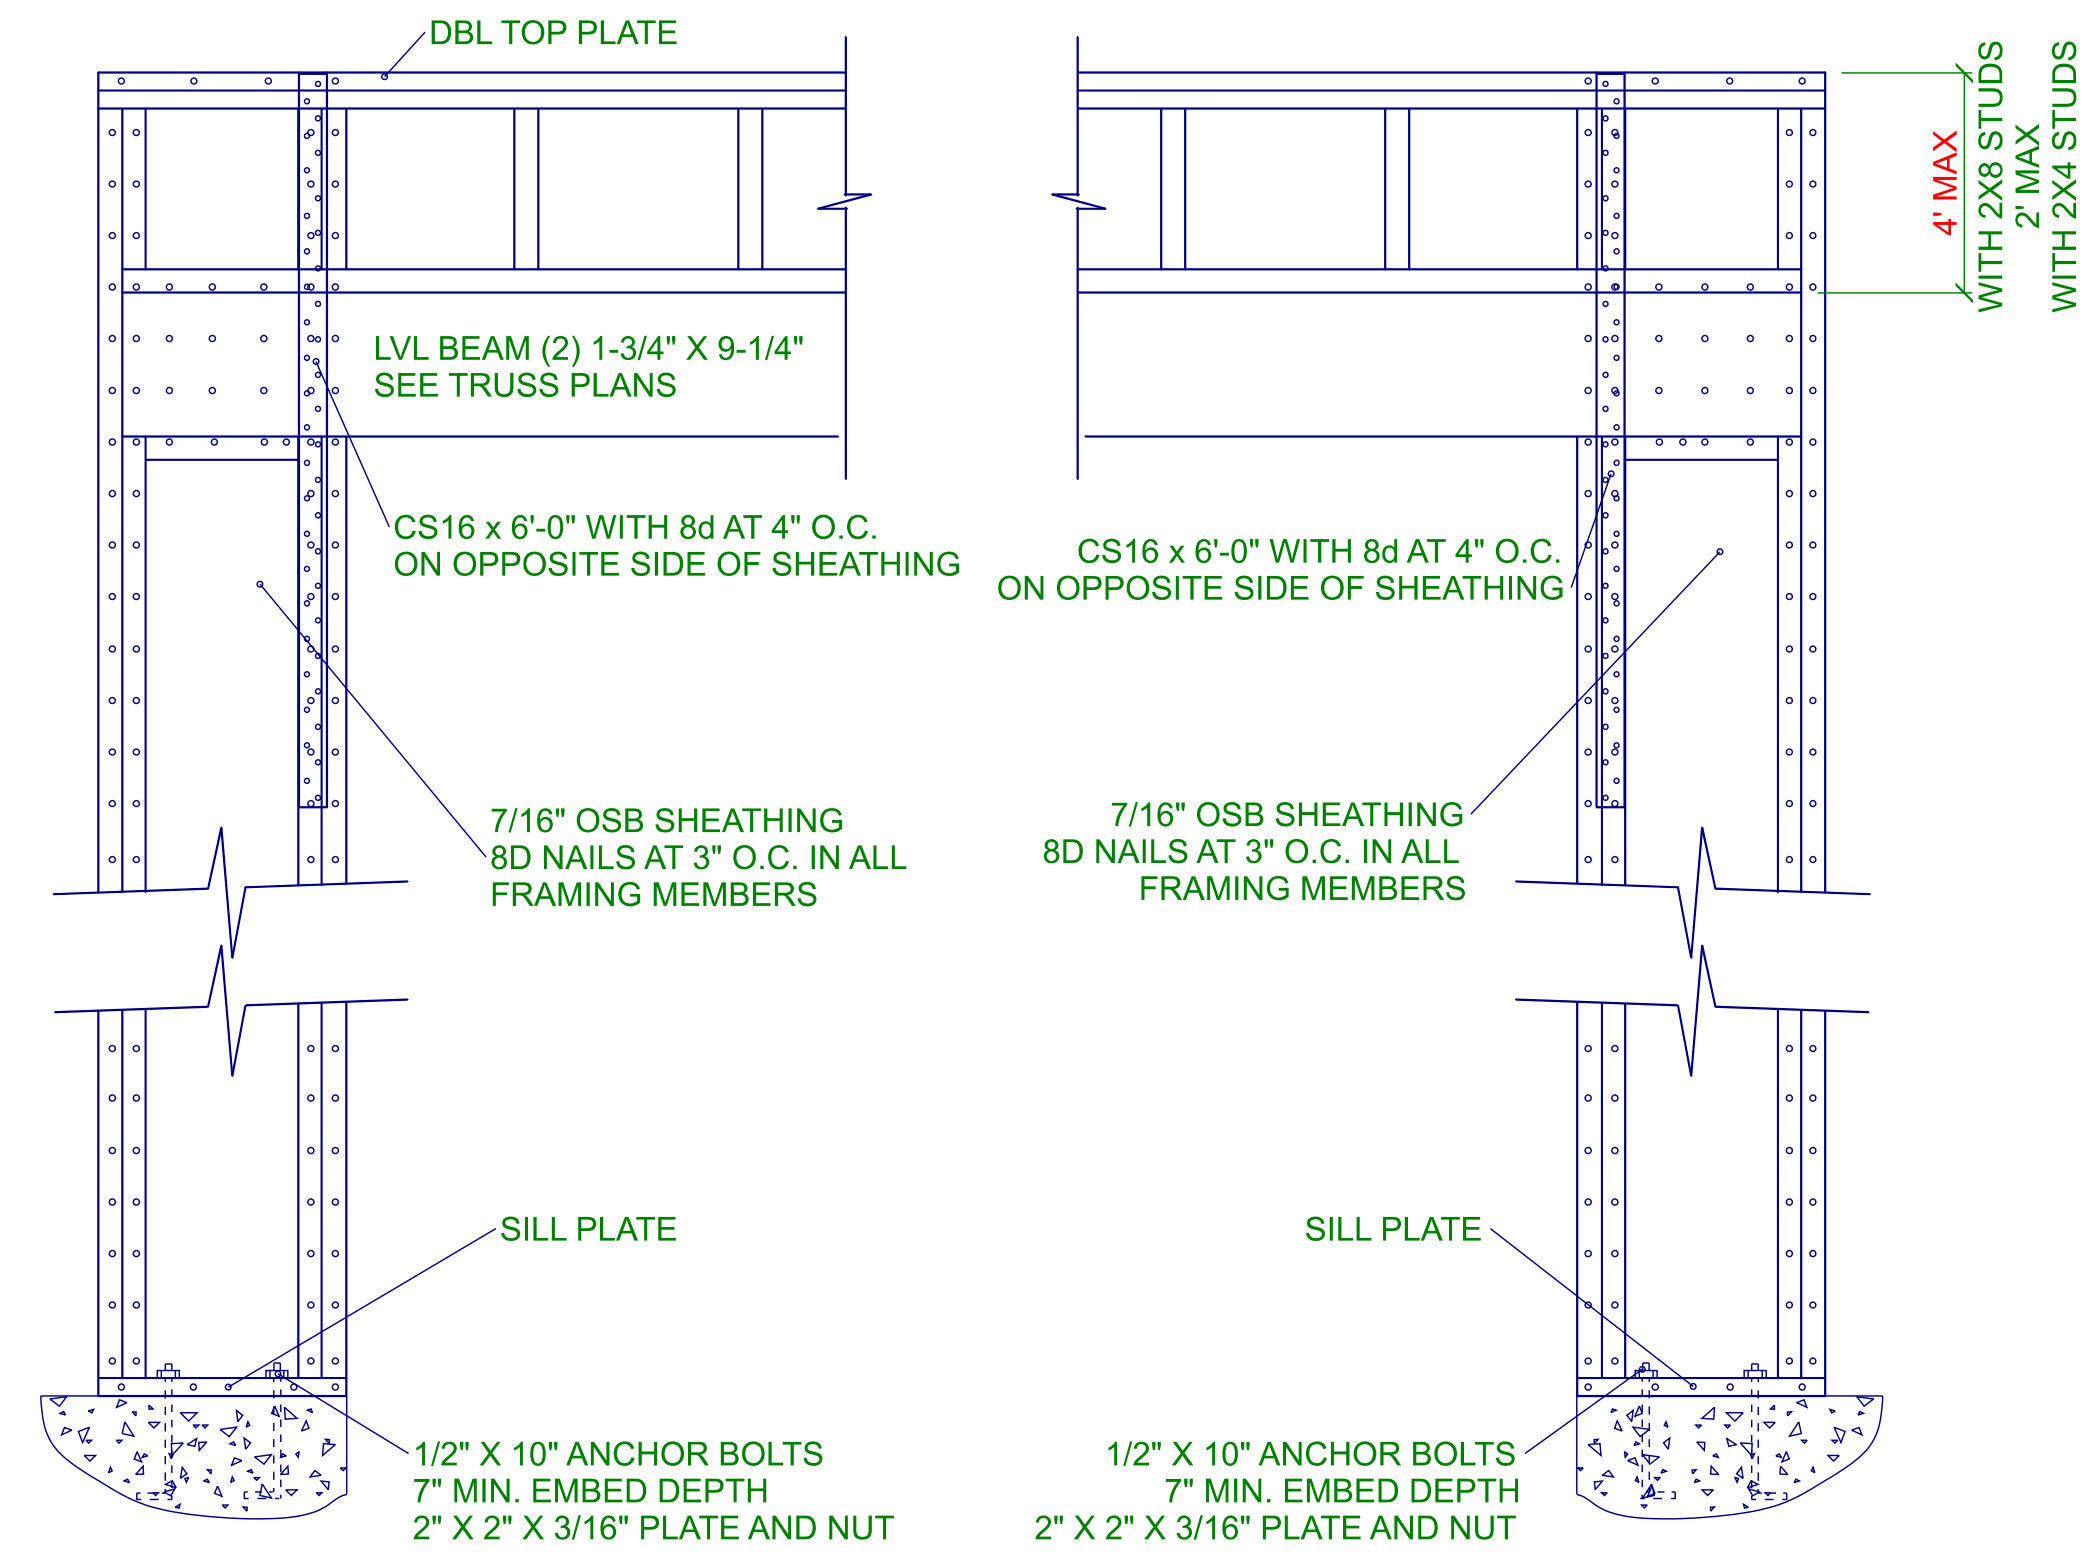 DBL TOP PLATE
4' MAX
WITH 2X8 STUDS
2' MAX
WITH 2X4 STUDS
LVL BEAM (2) 1-3/4" X 9-1/4"
SEE TRUSS PLANS
CS16 x 6'-0" WITH 8d AT 4" O.C.
ON OPPOSITE SIDE OF SHEATHING
CS16 x 6'-0" WITH 8d AT 4" O.C.
ON OPPOSITE SIDE OF SHEATHING
7/16" OSB SHEATHING
8D NAILS AT 3" O.C. IN ALL
FRAMING MEMBERS
7/16" OSB SHEATHING
8D NAILS AT 3" O.C. IN ALL
FRAMING MEMBERS
SILL PLATE
SILL PLATE
1/2" X 10" ANCHOR BOLTS
7" MIN. EMBED DEPTH
2" X 2" X 3/16" PLATE AND NUT
1/2" X 10" ANCHOR BOLTS
7" MIN. EMBED DEPTH
2" X 2" X 3/16" PLATE AND NUT